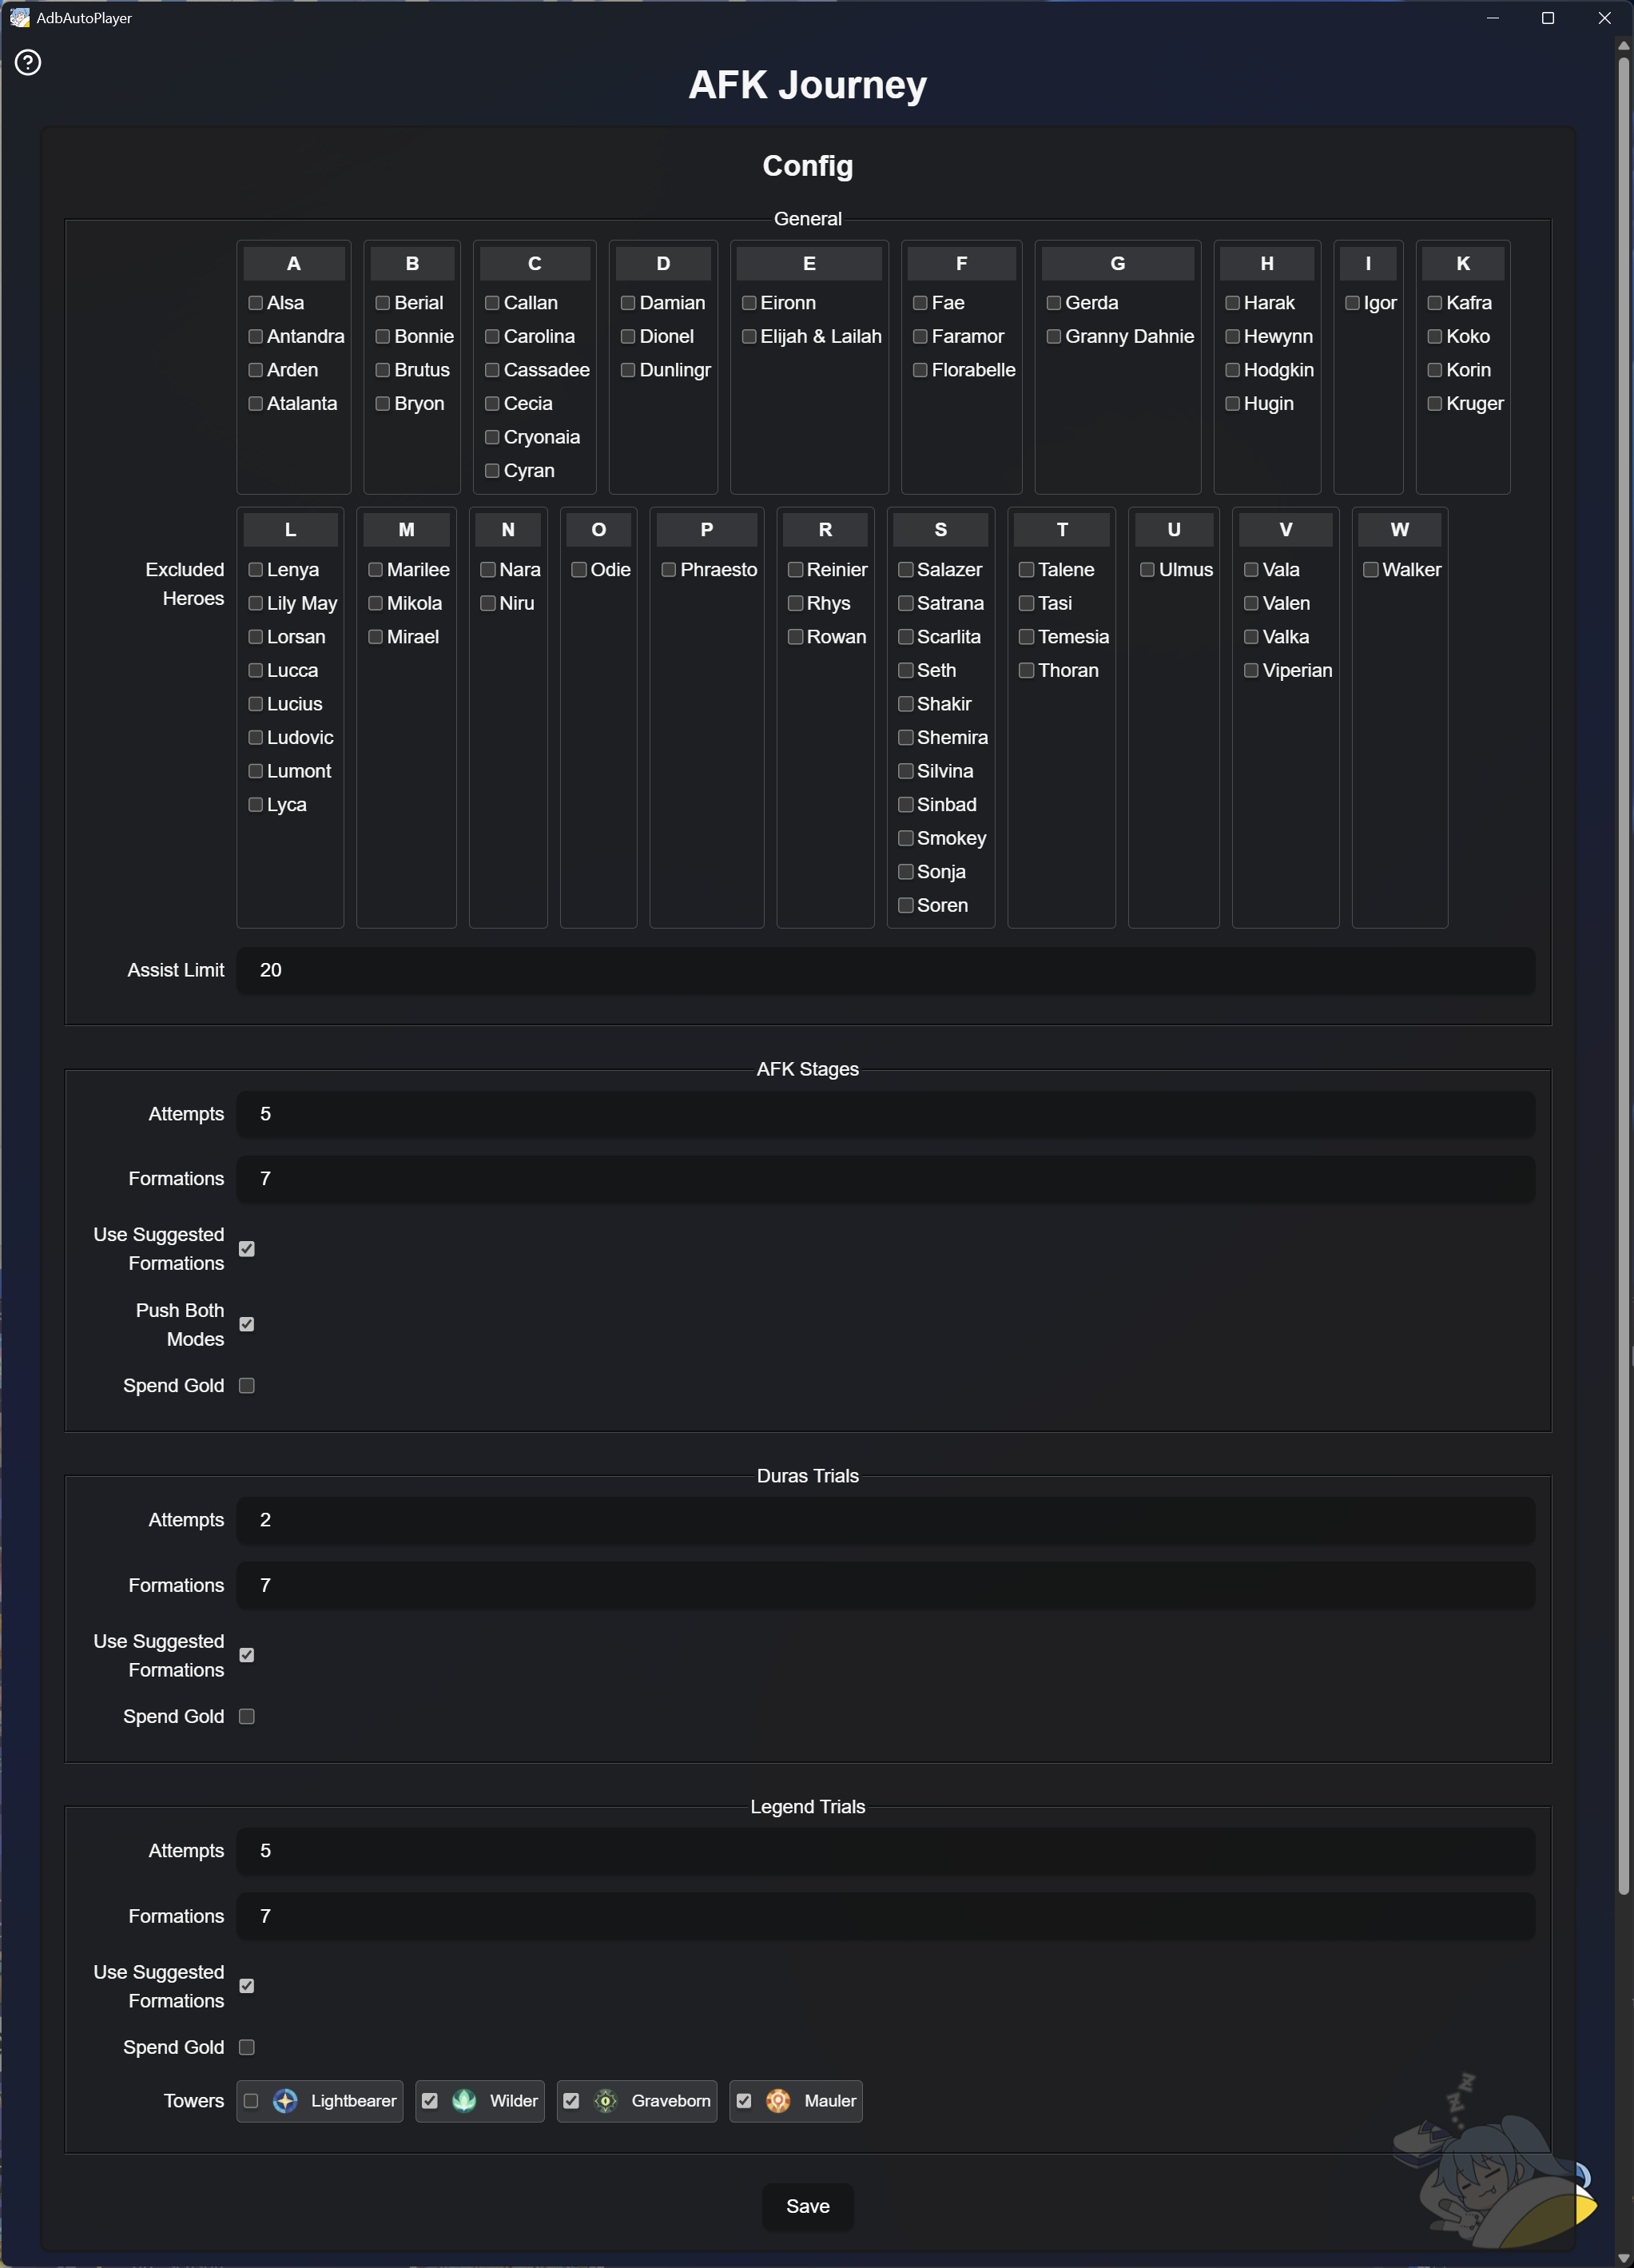 AdbAutoPlayer
AFK Journey
Config
General
A
Alsa
Antandra
Arden
Atalanta
B
Berial
Bonnie
Brutus
Bryon
C
Callan
Carolina
Cassadee
Cecia
Cryonaia
Cyran
D
Damian
Dionel
Dunlingr
E
Eironn
Elijah & Lailah
F
Fae
Faramor
Florabelle
G
Gerda
Granny Dahnie
H
Harak
Hewynn
Hodgkin
Hugin
I
Igor
K
Kafra
Koko
Korin
Kruger
Excluded
Heroes
L
Lenya
Lily May
Lorsan
Lucca
Lucius
Ludovic
Lumont
Lyca
M
Marilee
Mikola
Mirael
N
Nara
Niru
O
Odie
P
Phraesto
R
Reinier
Rhys
Rowan
S
Salazer
Satrana
Scarlita
Seth
Shakir
Shemira
Silvina
Sinbad
Smokey
Sonja
Soren
T
Talene
Tasi
Temesia
Thoran
U
Ulmus
V
Vala
Valen
Valka
Viperian
W
Walker
Assist Limit 20
AFK Stages
Attempts 5
Formations 7
Use Suggested
Formations
Push Both
Modes
Spend Gold
Duras Trials
Attempts 2
Formations 7
Use Suggested
Formations
Spend Gold
Legend Trials
Attempts 5
Formations 7
Use Suggested
Formations
Spend Gold
Towers Lightbearer Wilder Graveborn Mauler
z z
Save